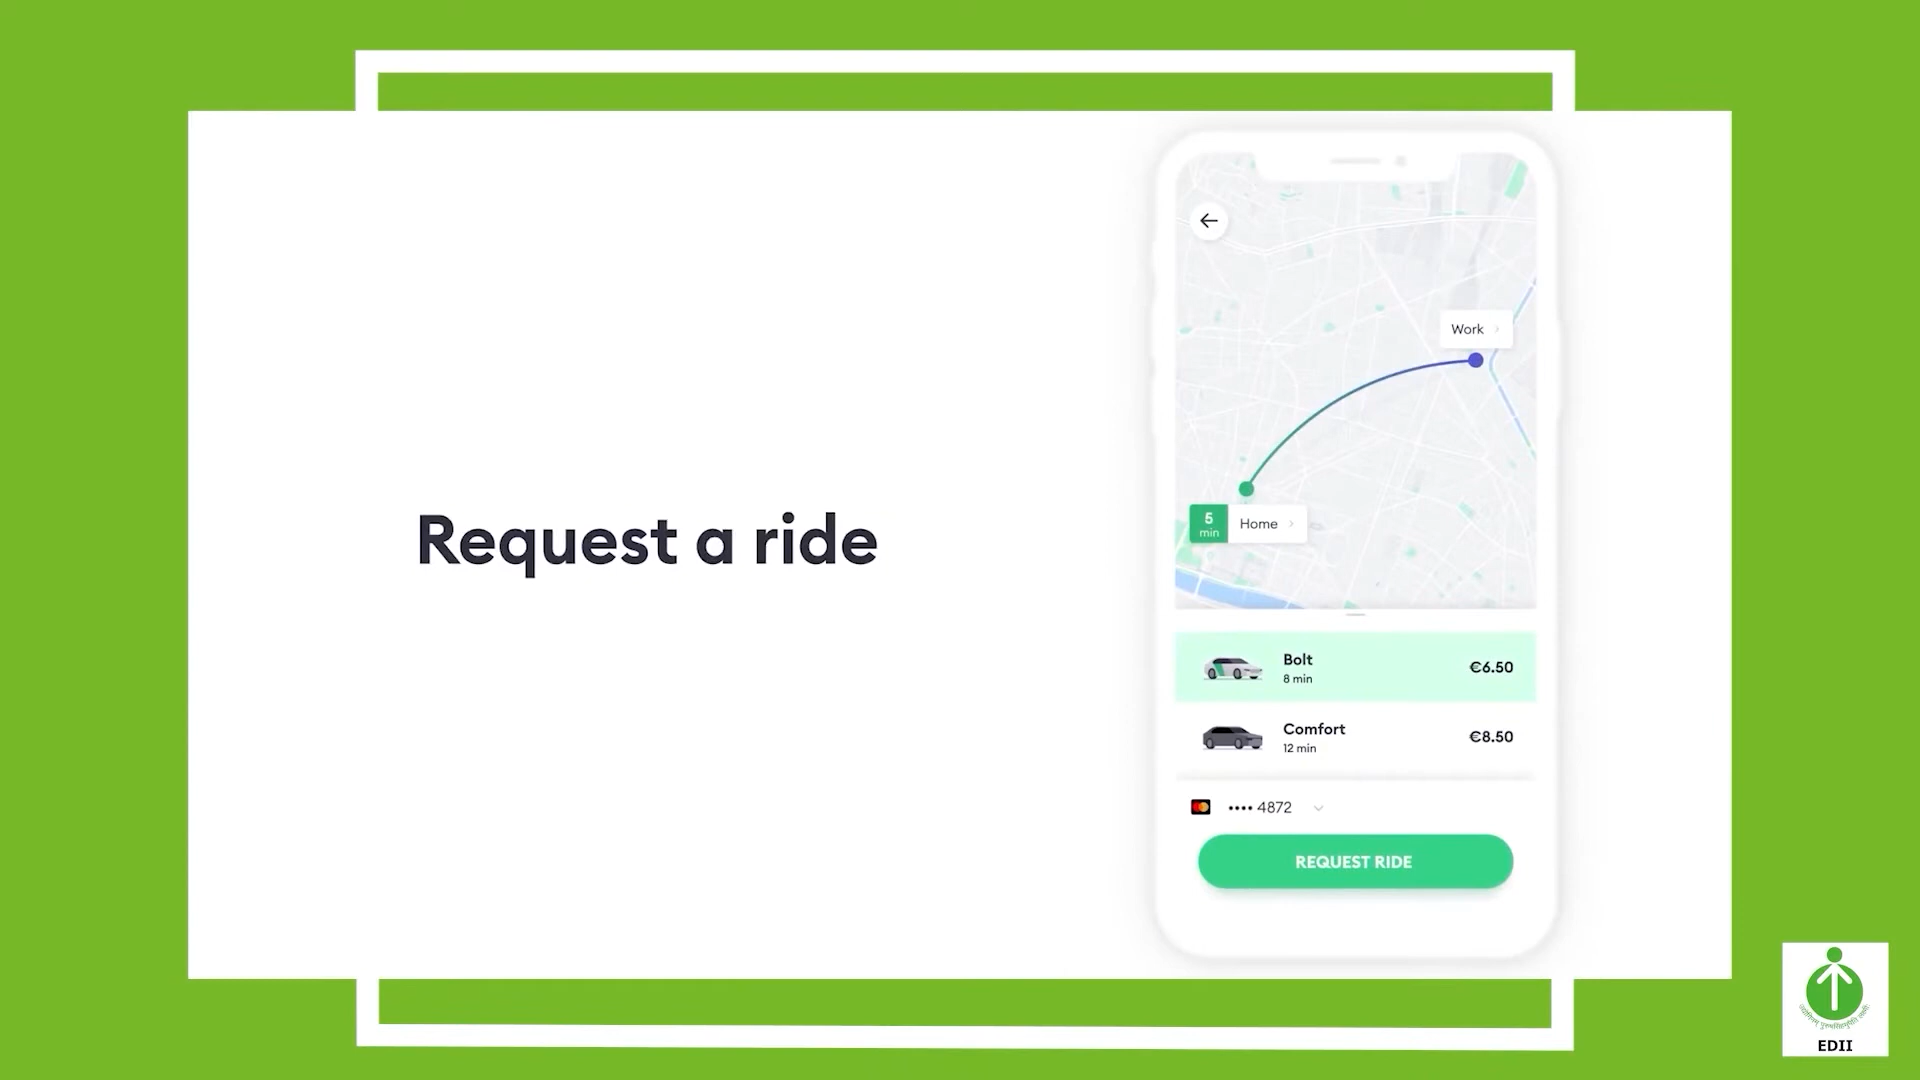 Request a ride
Work
5
min
Home
Bolt
8 min
€6.50
Comfort
12 min
€8.50
•••• 4872
REQUEST RIDE
EDII